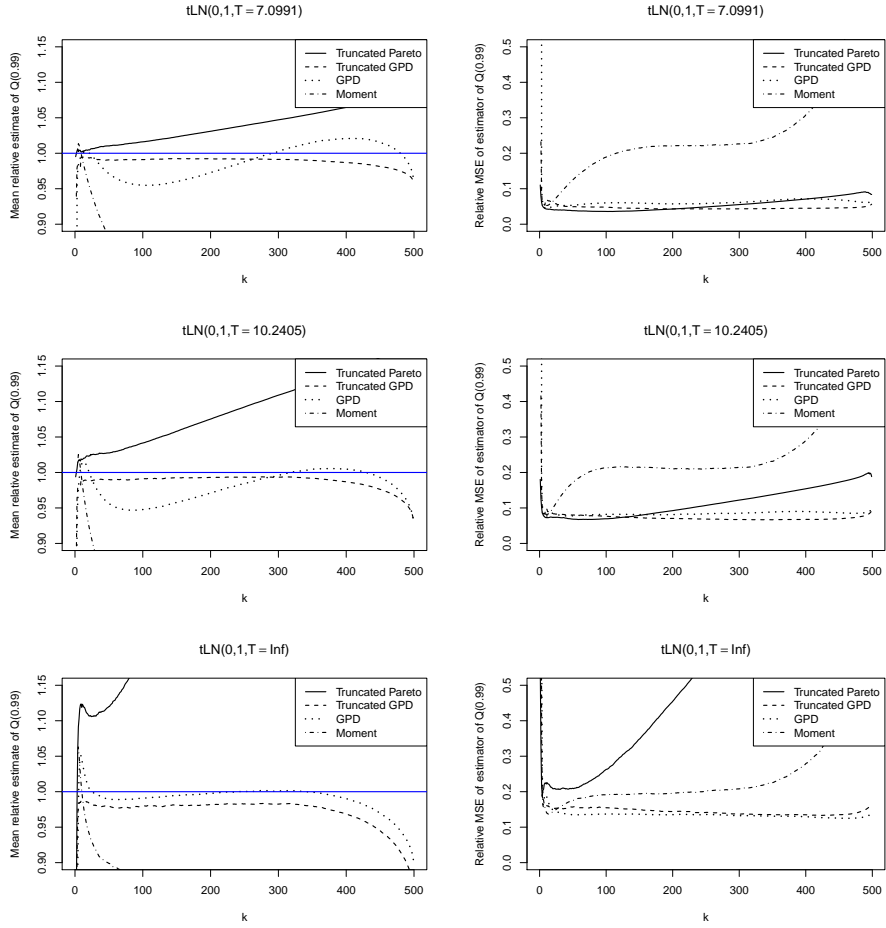 tLN(0,1,T = 7.0991)
Mean relative estimate of Q(0.99)
0.90 0.95 1.00 1.05 1.10 1.15
Truncated Pareto
Truncated GPD
GPD
Moment
0 100 200 300 400 500
k
tLN(0,1,T = 7.0991)
Relative MSE of estimator of Q(0.99)
0.0 0.1 0.2 0.3 0.4 0.5
Truncated Pareto
Truncated GPD
GPD
Moment
0 100 200 300 400 500
k
tLN(0,1,T = 10.2405)
Mean relative estimate of Q(0.99)
0.90 0.95 1.00 1.05 1.10 1.15
Truncated Pareto
Truncated GPD
GPD
Moment
0 100 200 300 400 500
k
tLN(0,1,T = 10.2405)
Relative MSE of estimator of Q(0.99)
0.0 0.1 0.2 0.3 0.4 0.5
Truncated Pareto
Truncated GPD
GPD
Moment
0 100 200 300 400 500
k
tLN(0,1,T = Inf)
Mean relative estimate of Q(0.99)
0.90 0.95 1.00 1.05 1.10 1.15
Truncated Pareto
Truncated GPD
GPD
Moment
0 100 200 300 400 500
k
tLN(0,1,T = Inf)
Relative MSE of estimator of Q(0.99)
0.0 0.1 0.2 0.3 0.4 0.5
Truncated Pareto
Truncated GPD
GPD
Moment
0 100 200 300 400 500
k